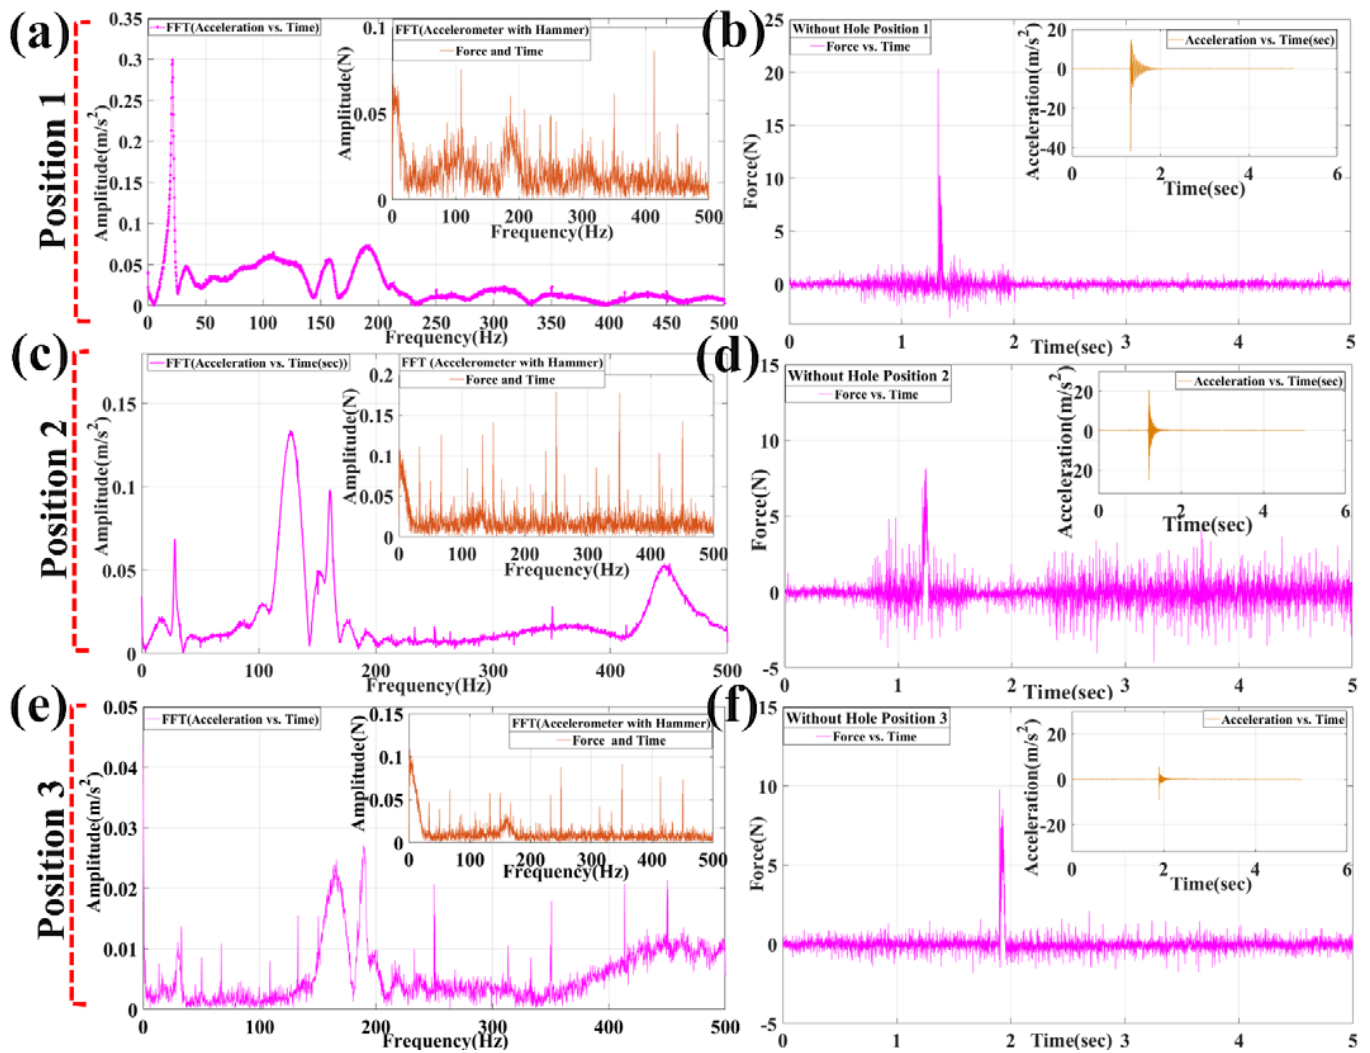 Position 1
(a)
FFT(Acceleration vs. Time)
Amplitude(m/s²)
0.35
0.3
0.25
0.2
0.15
0.1
0.05
0
0 50 100 150 200 250 300 350 400 450 500
Frequency(Hz)
FFT(Accelerometer with Hammer)
Force and Time
Amplitude(N)
0.1
0.05
0
0 100 200 300 400 500
Frequency(Hz)
(b)
Without Hole Position 1
Force vs. Time
Force(N)
25
20
15
10
5
0
0 1 2 3 4 5
Time(sec)
Acceleration vs. Time(sec)
Acceleration(m/s²)
20
0
-20
-40
0 2 4 6
Time(sec)
Position 2
(c)
FFT(Acceleration vs. Time(sec))
Amplitude(m/s²)
0.15
0.1
0.05
0
0 100 200 300 400 500
Frequency(Hz)
FFT (Accelerometer with Hammer)
Force and Time
Amplitude(N)
0.2
0.15
0.1
0.05
0
0 100 200 300 400 500
Frequency(Hz)
(d)
Without Hole Position 2
Force vs. Time
Force(N)
15
10
5
0
-5
0 1 2 3 4 5
Time(sec)
Acceleration vs. Time(sec)
Acceleration(m/s²)
20
0
-20
0 2 4 6
Time(sec)
Position 3
(e)
FFT(Acceleration vs. Time)
Amplitude(m/s²)
0.05
0.04
0.03
0.02
0.01
0
0 100 200 300 400 500
Frequency(Hz)
FFT(Accelerometer with Hammer)
Force and Time
Amplitude(N)
0.15
0.1
0.05
0
0 100 200 300 400 500
Frequency(Hz)
(f)
Without Hole Position 3
Force vs. Time
Force(N)
15
10
5
0
-5
0 1 2 3 4 5
Time(sec)
Acceleration vs. Time
Acceleration(m/s²)
20
0
-20
0 2 4 6
Time(sec)